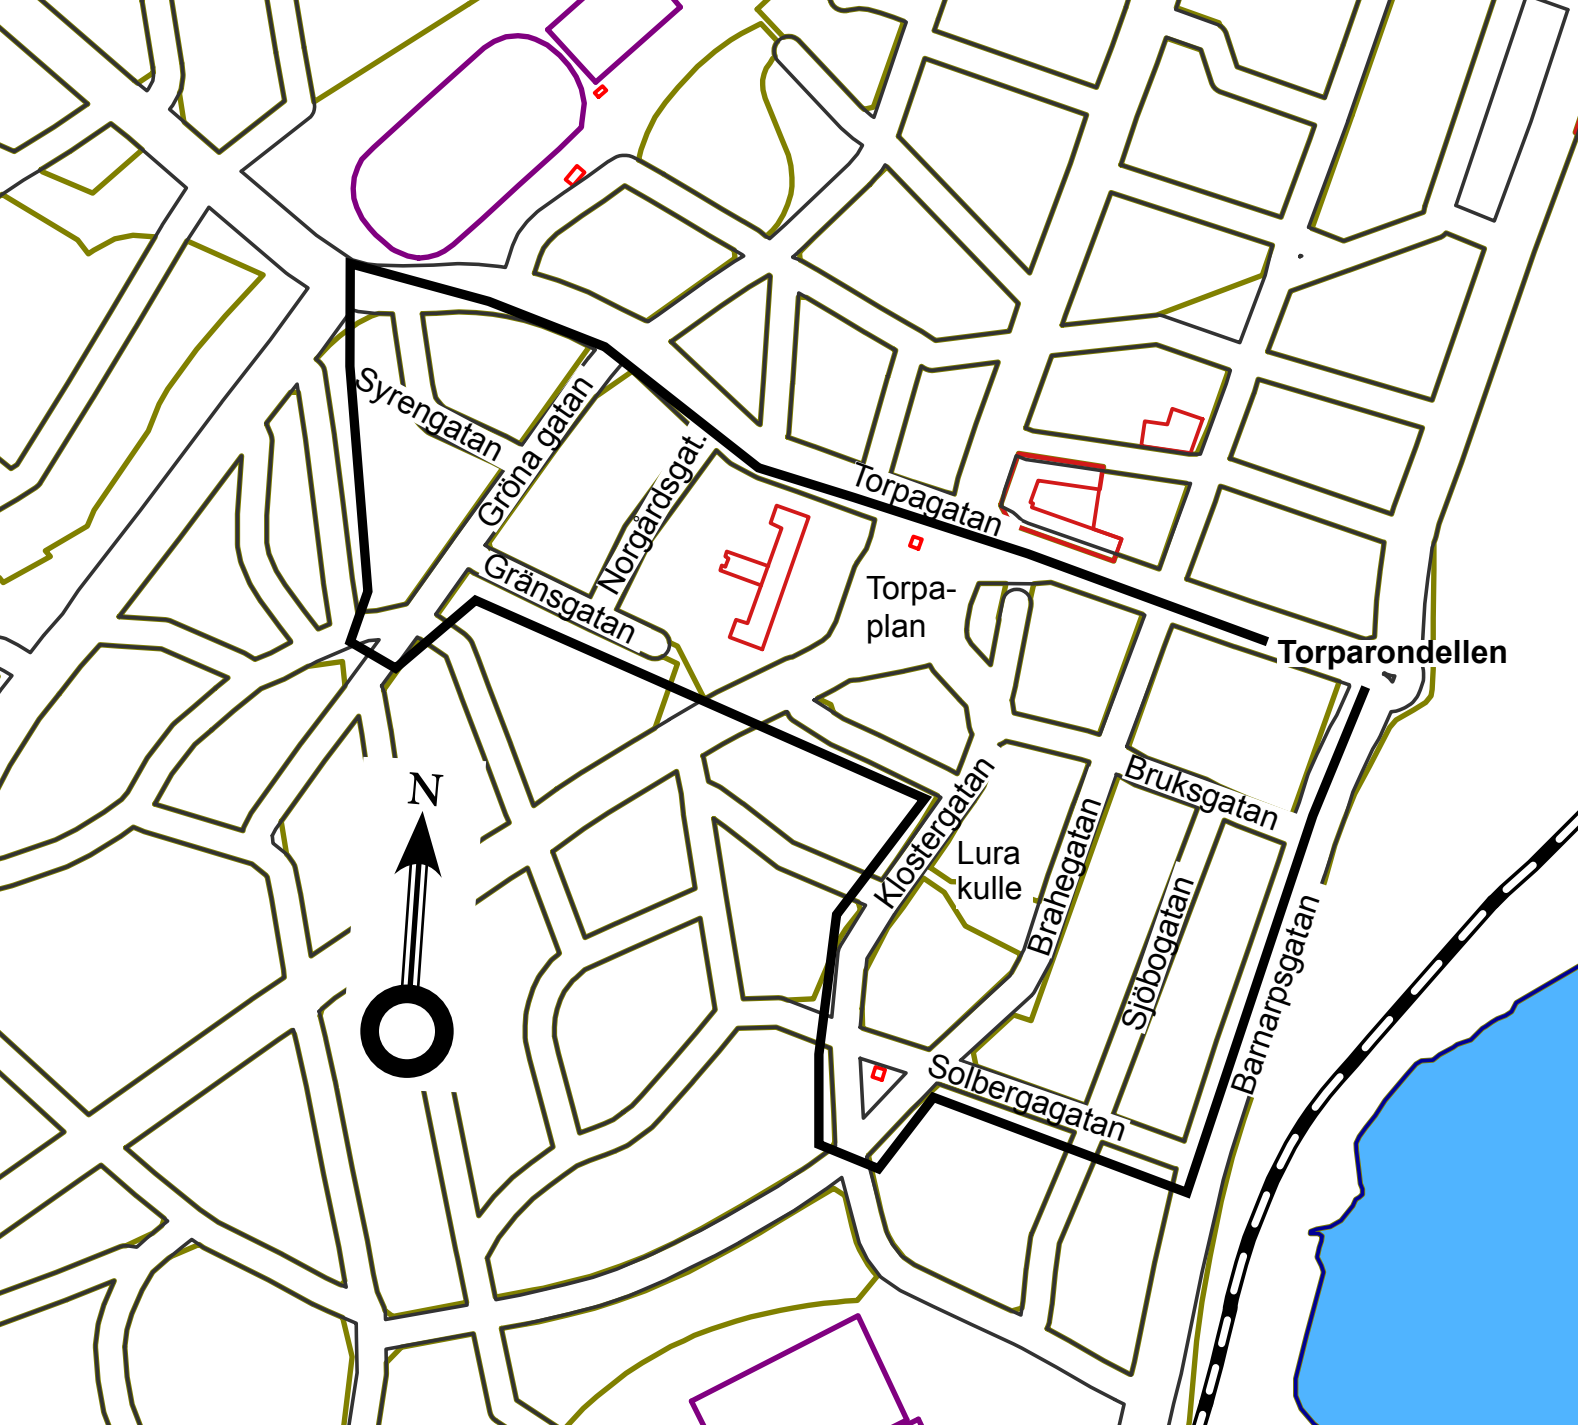 Syrengatan
Gröna gatan
Norgårdsgat.
Torpagatan
Gränsgatan
Torpa-
plan
Torparondellen
N
Klostergatan
Bruksgatan
Lura
kulle
Brahegatan
Sjöbogatan
Barnarpsgatan
Solbergagatan